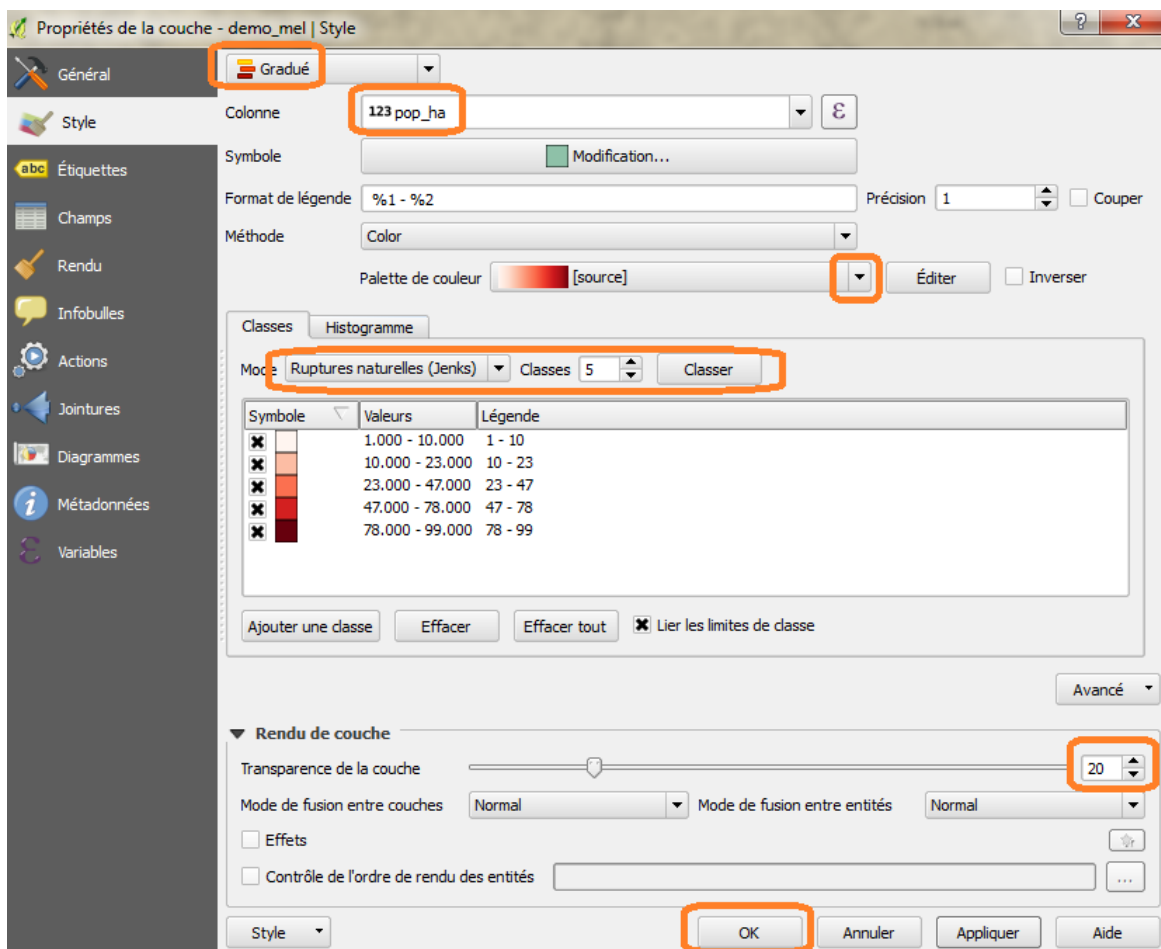 Propriétés de la couche - demo_mel | Style
Général
Style
Étiquettes
Champs
Rendu
Infobulles
Actions
Jointures
Diagrammes
Métadonnées
Variables
Gradué
Colonne 123 pop_ha ε
Symbole Modification...
Format de légende %1 - %2 Précision 1 Couper
Méthode Color
Palette de couleur [source] Éditer Inverser
Classes Histogramme
Mode Ruptures naturelles (Jenks) Classes 5 Classer
Symbole Valeurs Légende
1.000 - 10.000 1 - 10
10.000 - 23.000 10 - 23
23.000 - 47.000 23 - 47
47.000 - 78.000 47 - 78
78.000 - 99.000 78 - 99
Ajouter une classe Effacer Effacer tout Lier les limites de classe
Avancé
Rendu de couche
Transparence de la couche 20
Mode de fusion entre couches Normal Mode de fusion entre entités Normal
Effets
Contrôle de l'ordre de rendu des entités ...
Style OK Annuler Appliquer Aide